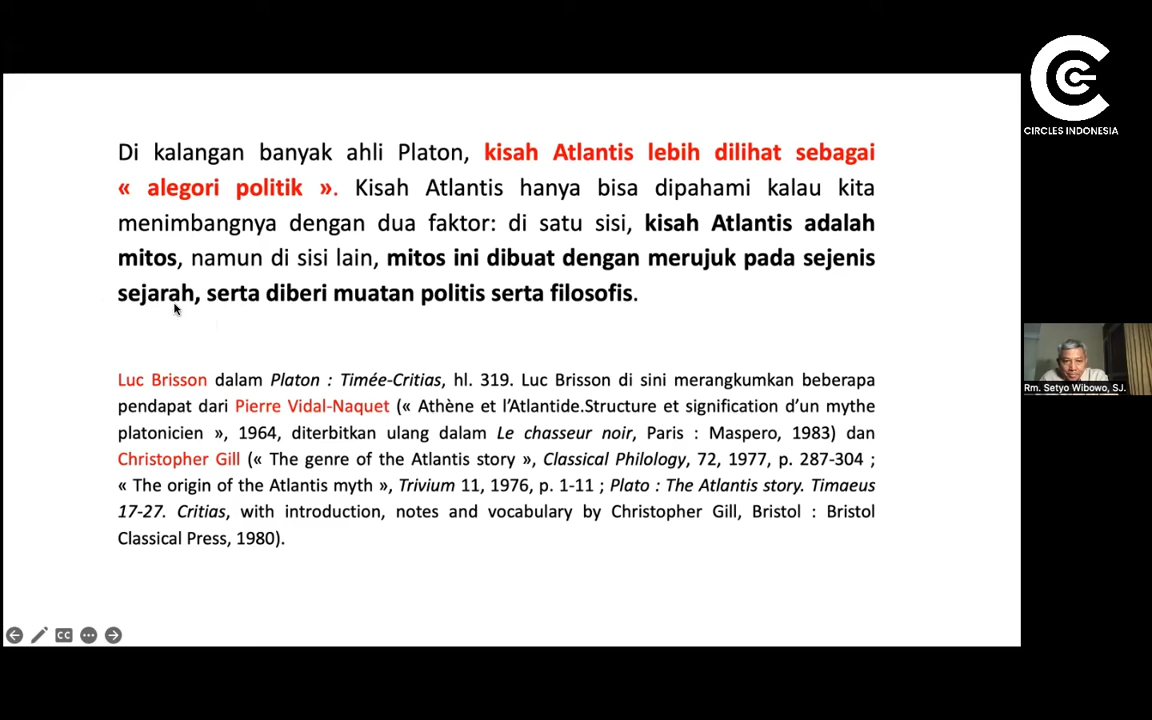 Di kalangan banyak ahli Platon, kisah Atlantis lebih dilihat sebagai
« alegori politik ». Kisah Atlantis hanya bisa dipahami kalau kita
menimbangnya dengan dua faktor: di satu sisi, kisah Atlantis adalah
mitos, namun di sisi lain, mitos ini dibuat dengan merujuk pada sejenis
sejarah, serta diberi muatan politis serta filosofis.
Luc Brisson dalam Platon : Timée-Critias, hl. 319. Luc Brisson di sini merangkumkan beberapa
pendapat dari Pierre Vidal-Naquet (« Athène et l’Atlantide.Structure et signification d’un mythe
platonicien », 1964, diterbitkan ulang dalam Le chasseur noir, Paris : Maspero, 1983) dan
Christopher Gill (« The genre of the Atlantis story », Classical Philology, 72, 1977, p. 287-304 ;
« The origin of the Atlantis myth », Trivium 11, 1976, p. 1-11 ; Plato : The Atlantis story. Timaeus
17-27. Critias, with introduction, notes and vocabulary by Christopher Gill, Bristol : Bristol
Classical Press, 1980).
CC
CIRCLES INDONESIA
Rm. Setyo Wibowo, SJ.